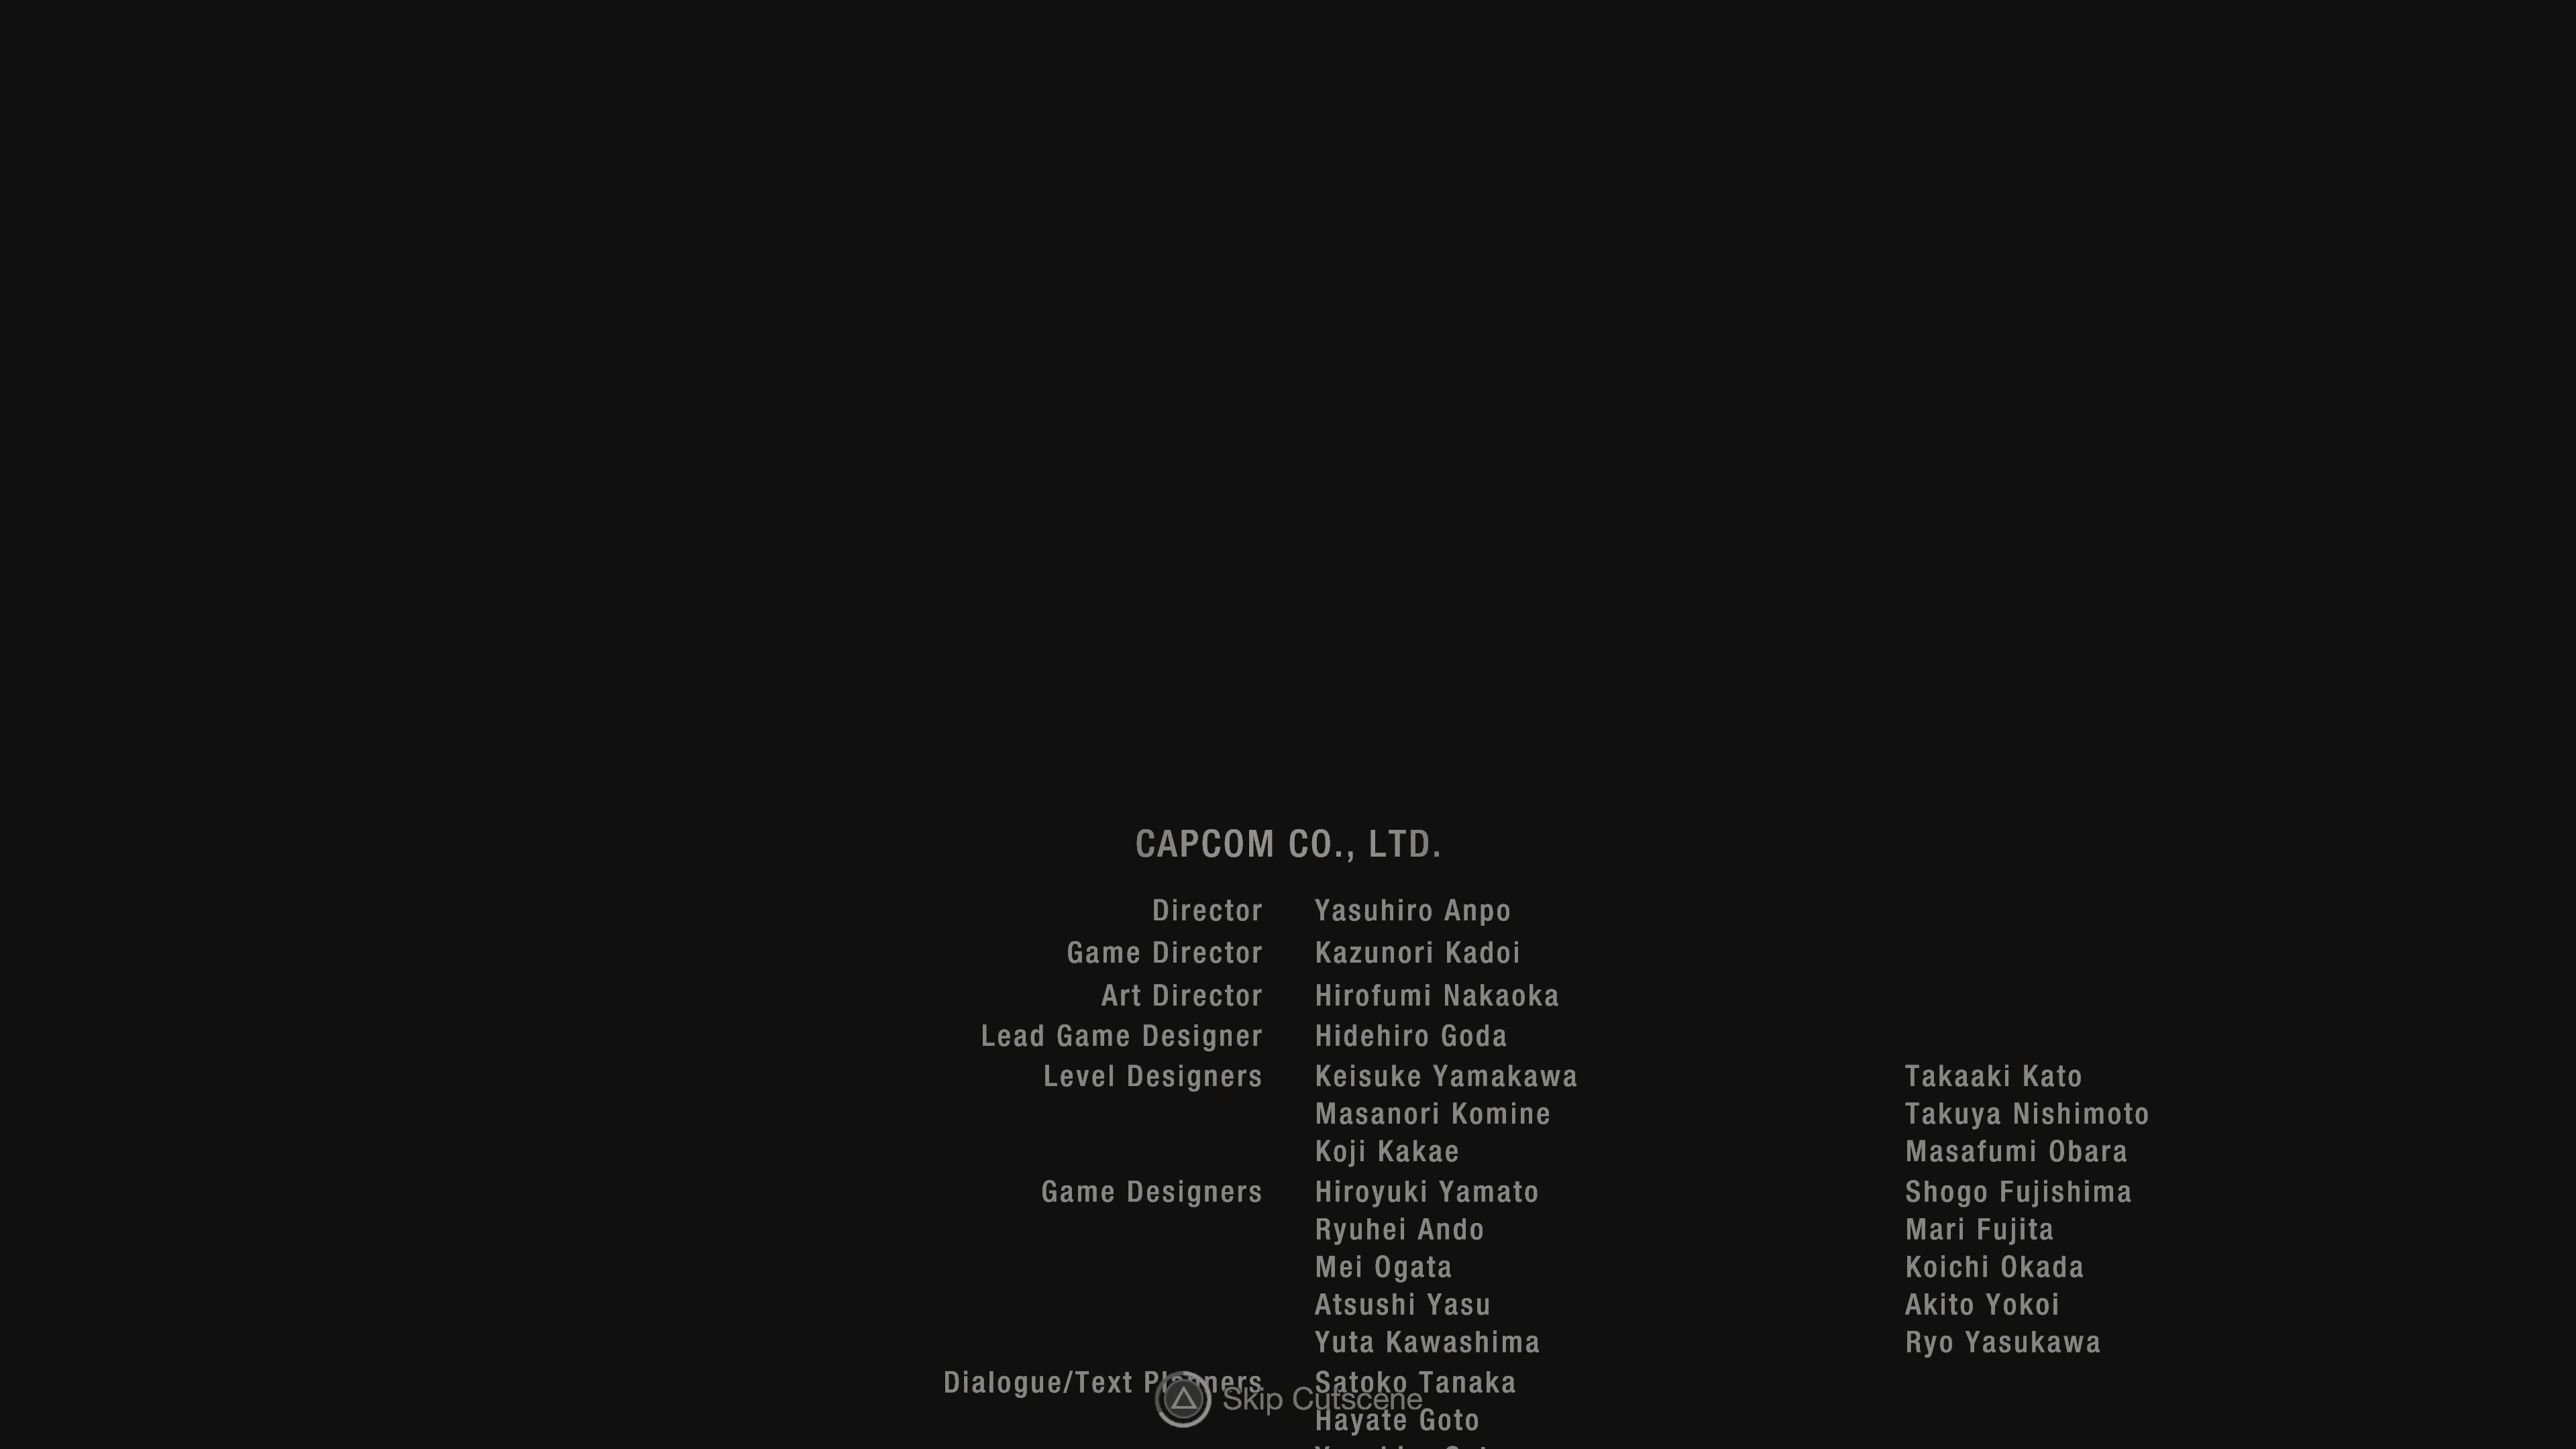 CAPCOM CO., LTD.
Director Yasuhiro Anpo
Game Director Kazunori Kadoi
Art Director Hirofumi Nakaoka
Lead Game Designer Hidehiro Goda
Level Designers Keisuke Yamakawa Takaaki Kato
Masanori Komine Takuya Nishimoto
Koji Kakae Masafumi Obara
Game Designers Hiroyuki Yamato Shogo Fujishima
Ryuhei Ando Mari Fujita
Mei Ogata Koichi Okada
Atsushi Yasu Akito Yokoi
Yuta Kawashima Ryo Yasukawa
Dialogue/Text Planners Satoko Tanaka
Skip Cutscene
Hayate Goto